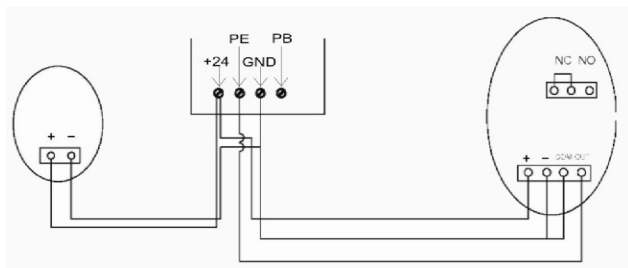 PE PB
+24 GND
NC NO
+ -
+ - COM OUT